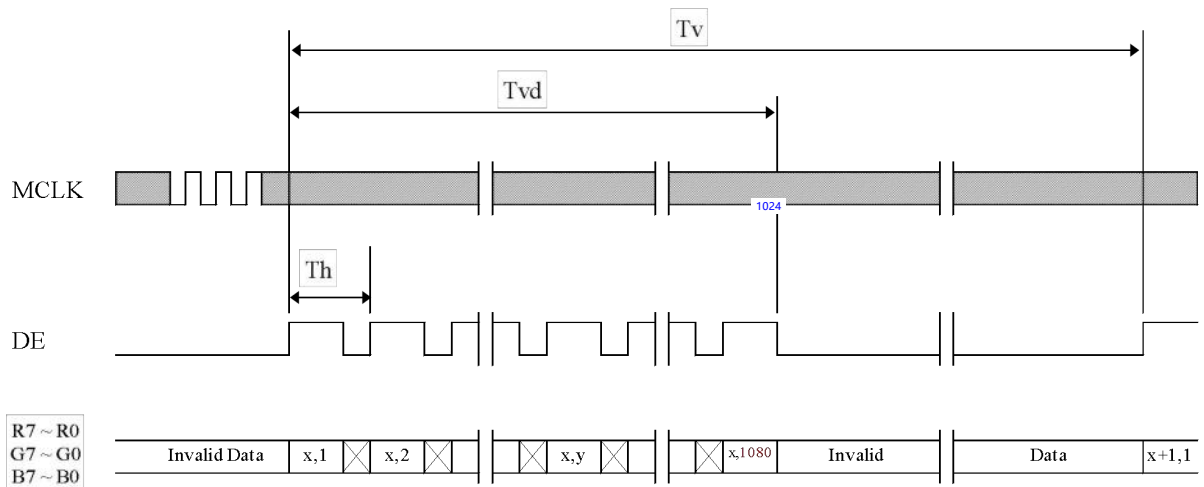 Tv
Tvd
MCLK
1024
Th
DE
R7 ~ R0
G7 ~ G0
B7 ~ B0
Invalid Data x,1 x,2 x,y x,1080 Invalid Data x+1,1